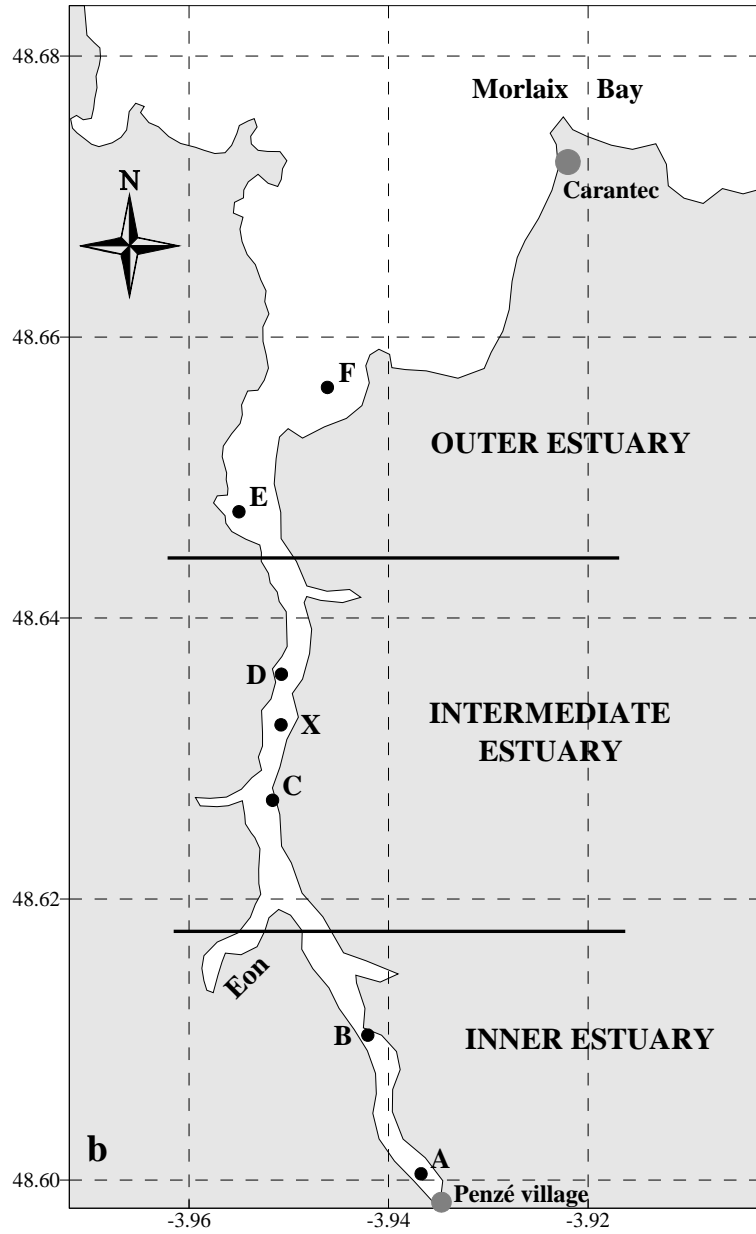 48.68
Morlaix Bay
N
Carantec
48.66
F
OUTER ESTUARY
E
48.64
D
X
INTERMEDIATE
ESTUARY
C
48.62
Eon
B
INNER ESTUARY
b
A
48.60
Penzé village
-3.96
-3.94
-3.92